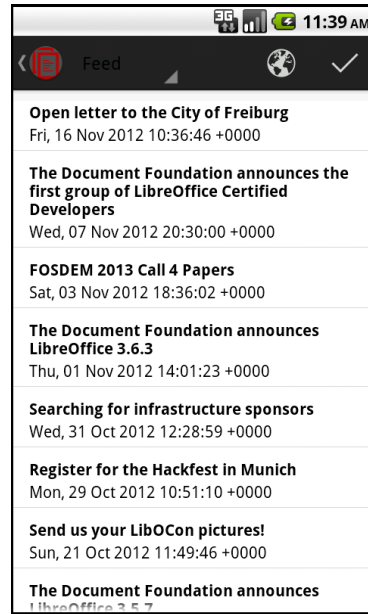 3G
11:39 AM
Feed
Open letter to the City of Freiburg
Fri, 16 Nov 2012 10:36:46 +0000
The Document Foundation announces the
first group of LibreOffice Certified
Developers
Wed, 07 Nov 2012 20:30:00 +0000
FOSDEM 2013 Call 4 Papers
Sat, 03 Nov 2012 18:36:02 +0000
The Document Foundation announces
LibreOffice 3.6.3
Thu, 01 Nov 2012 14:01:23 +0000
Searching for infrastructure sponsors
Wed, 31 Oct 2012 12:28:59 +0000
Register for the Hackfest in Munich
Mon, 29 Oct 2012 10:51:10 +0000
Send us your LibOCon pictures!
Sun, 21 Oct 2012 11:49:46 +0000
The Document Foundation announces
LibreOffice 3.5.7